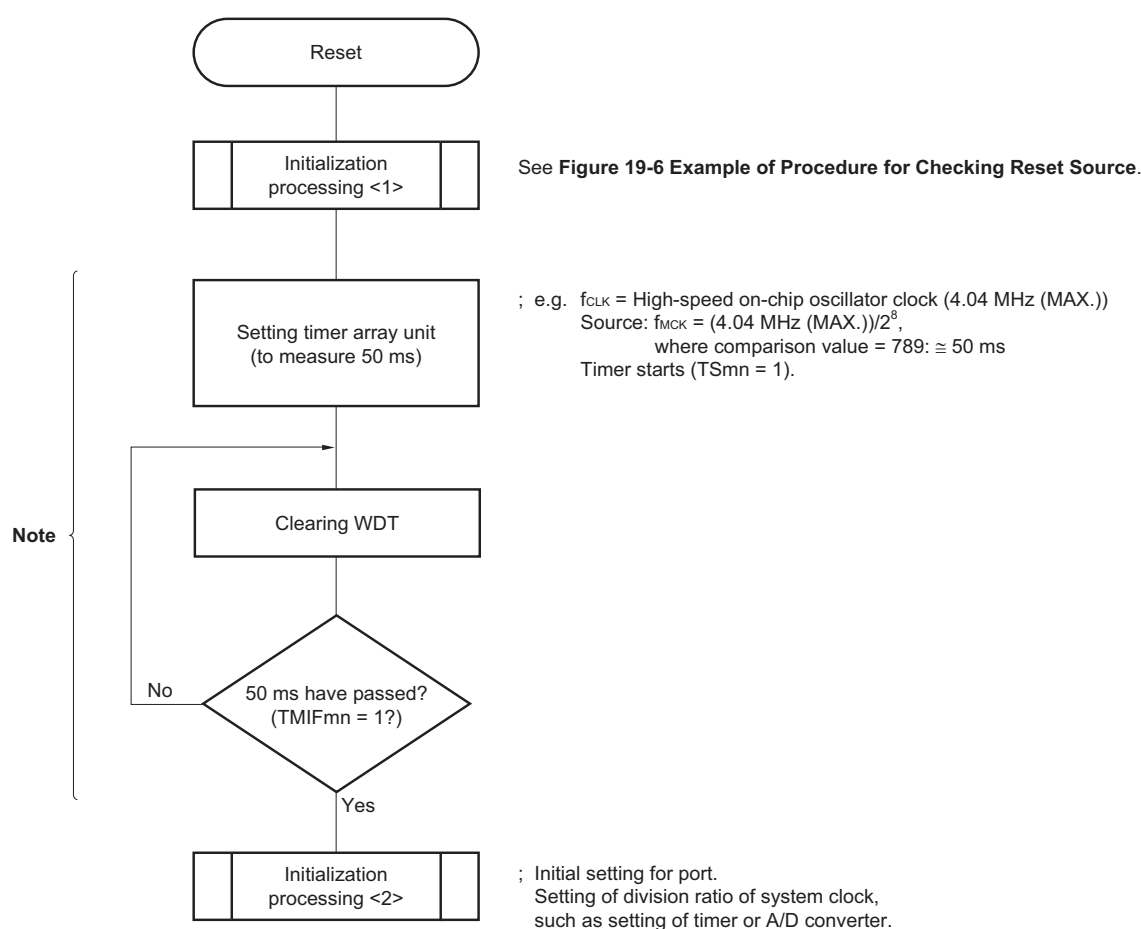 Reset
Initialization
processing <1>
See Figure 19-6 Example of Procedure for Checking Reset Source.
Setting timer array unit
(to measure 50 ms)
; e.g. fCLK = High-speed on-chip oscillator clock (4.04 MHz (MAX.))
Source: fMCK = (4.04 MHz (MAX.))/2⁸,
where comparison value = 789: ≅ 50 ms
Timer starts (TSmn = 1).
Note
Clearing WDT
No
50 ms have passed?
(TMIFmn = 1?)
Yes
Initialization
processing <2>
; Initial setting for port.
Setting of division ratio of system clock,
such as setting of timer or A/D converter.